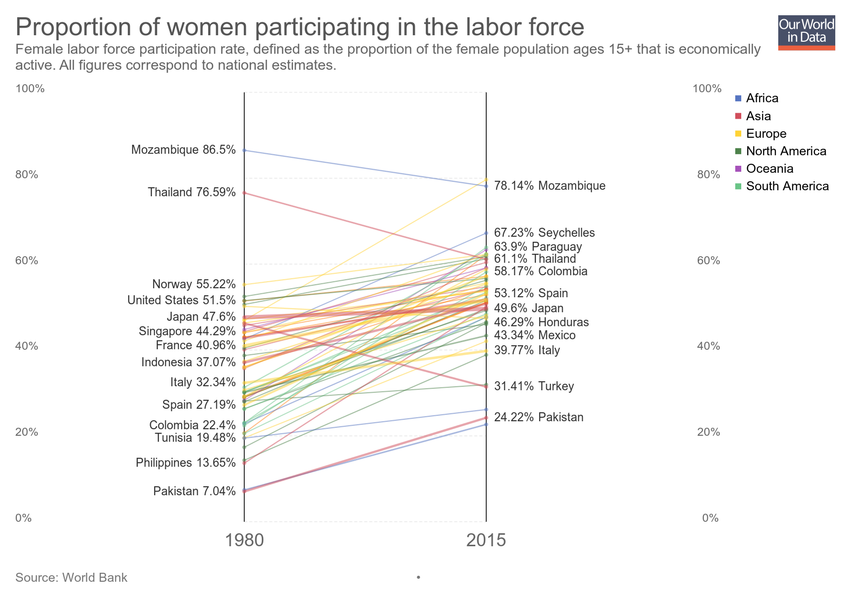 Proportion of women participating in the labor force
Our World
in Data
Female labor force participation rate, defined as the proportion of the female population ages 15+ that is economically
active. All figures correspond to national estimates.
100%
80%
60%
40%
20%
0%
Mozambique 86.5%
Thailand 76.59%
Norway 55.22%
United States 51.5%
Japan 47.6%
Singapore 44.29%
France 40.96%
Indonesia 37.07%
Italy 32.34%
Spain 27.19%
Colombia 22.4%
Tunisia 19.48%
Philippines 13.65%
Pakistan 7.04%
78.14% Mozambique
67.23% Seychelles
63.9% Paraguay
61.1% Thailand
58.17% Colombia
53.12% Spain
49.6% Japan
46.29% Honduras
43.34% Mexico
39.77% Italy
31.41% Turkey
24.22% Pakistan
100%
80%
60%
40%
20%
0%
Africa
Asia
Europe
North America
Oceania
South America
1980
2015
Source: World Bank